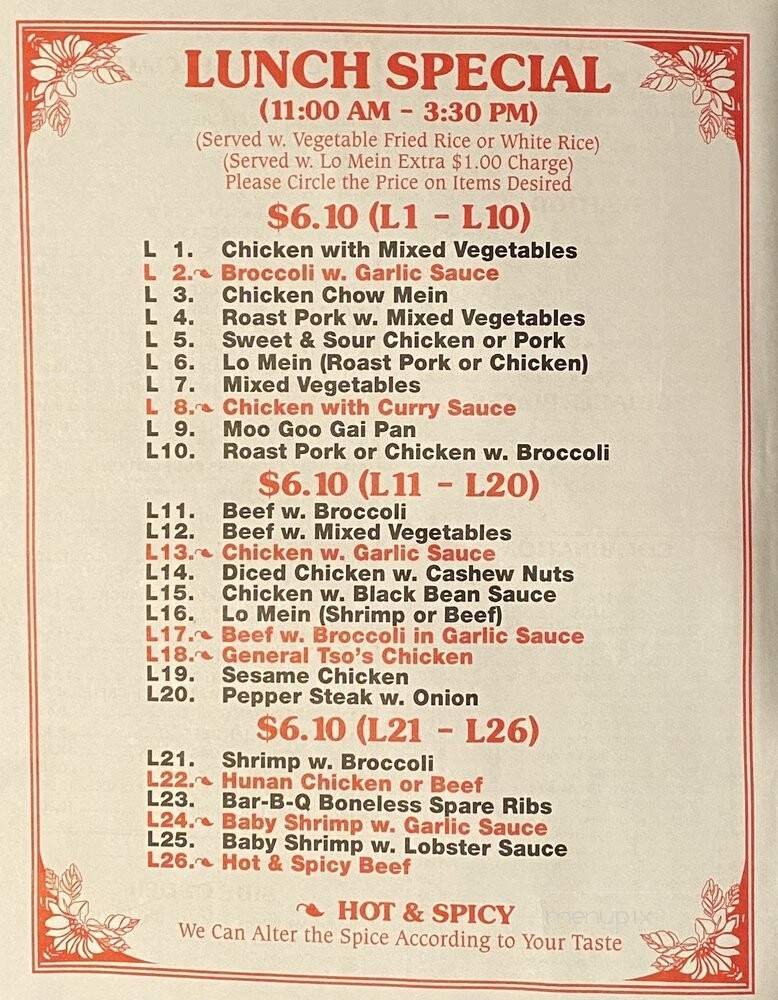 LUNCH SPECIAL
(11:00 AM - 3:30 PM)
(Served w. Vegetable Fried Rice or White Rice)
(Served w. Lo Mein Extra $1.00 Charge)
Please Circle the Price on Items Desired
$6.10 (L1 - L10)
L 1. Chicken with Mixed Vegetables
L 2. Broccoli w. Garlic Sauce
L 3. Chicken Chow Mein
L 4. Roast Pork w. Mixed Vegetables
L 5. Sweet & Sour Chicken or Pork
L 6. Lo Mein (Roast Pork or Chicken)
L 7. Mixed Vegetables
L 8. Chicken with Curry Sauce
L 9. Moo Goo Gai Pan
L10. Roast Pork or Chicken w. Broccoli
$6.10 (L11 - L20)
L11. Beef w. Broccoli
L12. Beef w. Mixed Vegetables
L13. Chicken w. Garlic Sauce
L14. Diced Chicken w. Cashew Nuts
L15. Chicken w. Black Bean Sauce
L16. Lo Mein (Shrimp or Beef)
L17. Beef w. Broccoli in Garlic Sauce
L18. General Tso's Chicken
L19. Sesame Chicken
L20. Pepper Steak w. Onion
$6.10 (L21 - L26)
L21. Shrimp w. Broccoli
L22. Hunan Chicken or Beef
L23. Bar-B-Q Boneless Spare Ribs
L24. Baby Shrimp w. Garlic Sauce
L25. Baby Shrimp w. Lobster Sauce
L26. Hot & Spicy Beef
HOT & SPICY
menupix
We Can Alter the Spice According to Your Taste